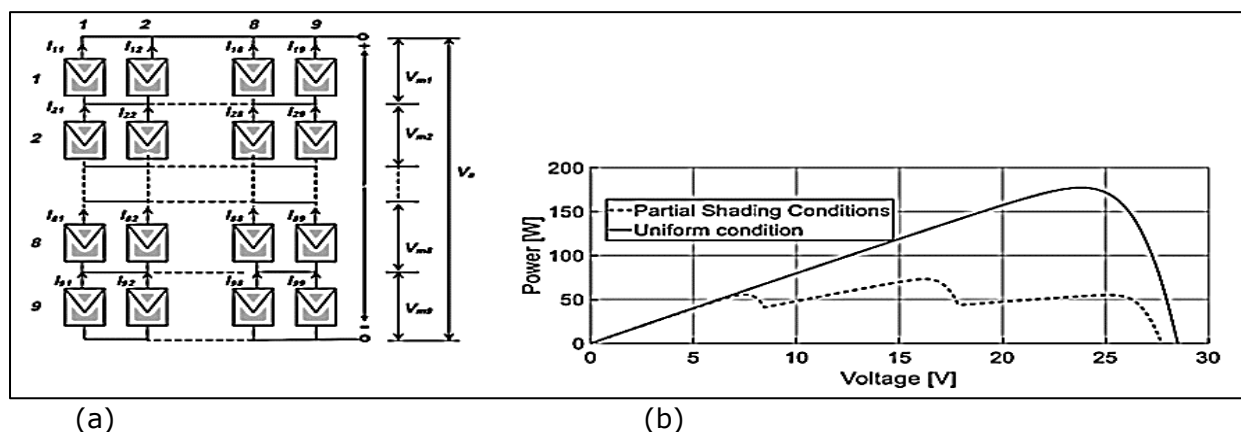 1 2 8 9
I11 I12 I18 I19
1
Vm1
I21 I22 I28 I29
2
Vm2
Va
I81 I82 I88 I89
8
Vm8
I91 I92 I98 I99
9
Vm9
+
−
200
150
100
50
0
Power [W]
Partial Shading Conditions
Uniform condition
0 5 10 15 20 25 30
Voltage [V]
(a) (b)